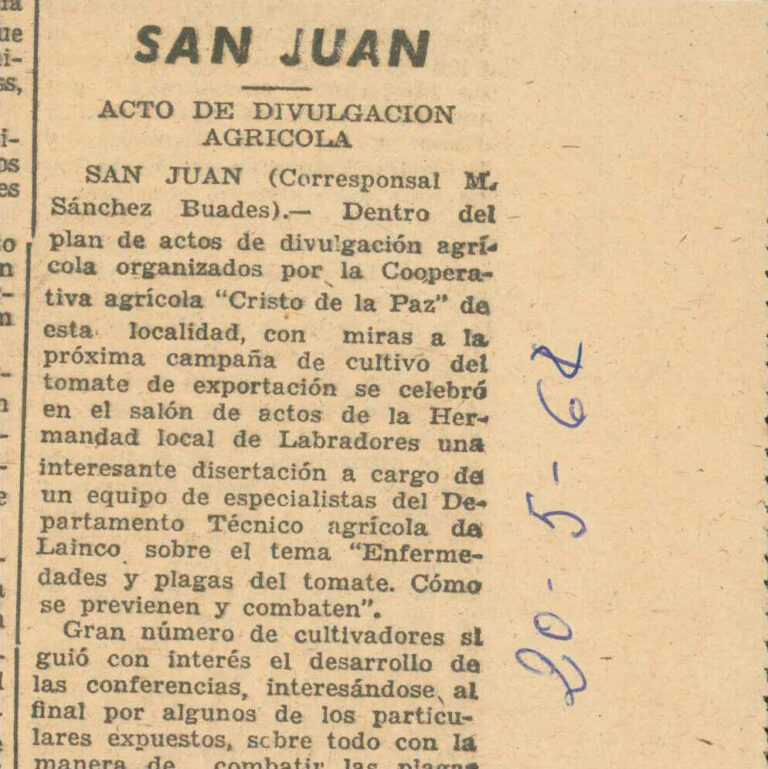 SAN JUAN
ACTO DE DIVULGACION
AGRICOLA
SAN JUAN (Corresponsal M.
Sánchez Buades).— Dentro del
plan de actos de divulgación agrí-
cola organizados por la Coopera-
tiva agrícola "Cristo de la Paz" de
esta localidad, con miras a la
próxima campaña de cultivo del
tomate de exportación se celebró
en el salón de actos de la Her-
mandad local de Labradores una
interesante disertación a cargo de
un equipo de especialistas del De-
partamento Técnico agrícola de
Lainco sobre el tema "Enferme-
dades y plagas del tomate. Cómo
se previenen y combaten".
Gran número de cultivadores si
guió con interés el desarrollo de
las conferencias, interesándose al
final por algunos de los particu-
lares expuestos, sobre todo con la
manera de combatir las plagas
20-5-68